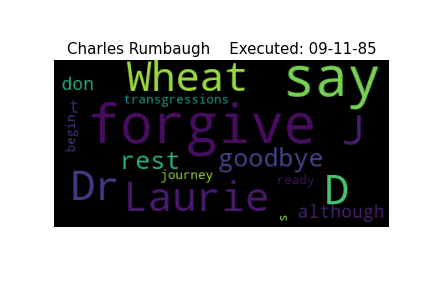 Charles Rumbaugh    Executed: 09-11-85
don Wheat say
transgressions
begin t forgive J
rest goodbye
journey ready
Dr Laurie D
s although